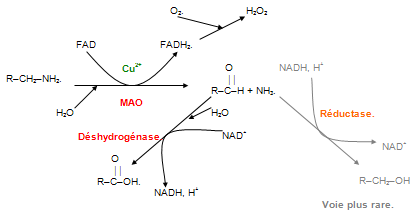 O₂.
H₂O₂
FAD
Cu²⁺
FADH₂.
R–CH₂–NH₂.
H₂O
MAO
O
R–C–H + NH₂.
NADH, H⁺
H₂O
Réductase.
Déshydrogénase.
NAD⁺
NAD⁺
O
R–C–OH.
NADH, H⁺
R–CH₂–OH
Voie plus rare.